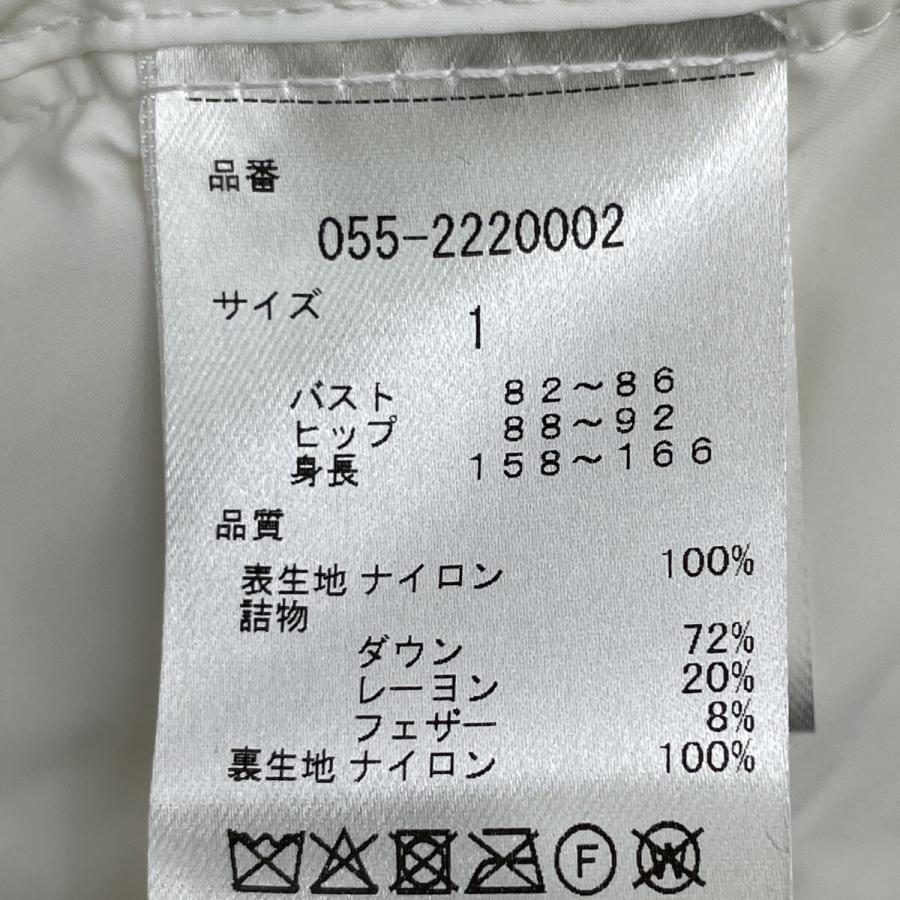 品番
055-2220002
サイズ
1
バスト 82～86
ヒップ 88～92
身長 158～166
品質
表生地 ナイロン 100%
詰物
ダウン 72%
レーヨン 20%
フェザー 8%
裏生地 ナイロン 100%
F W